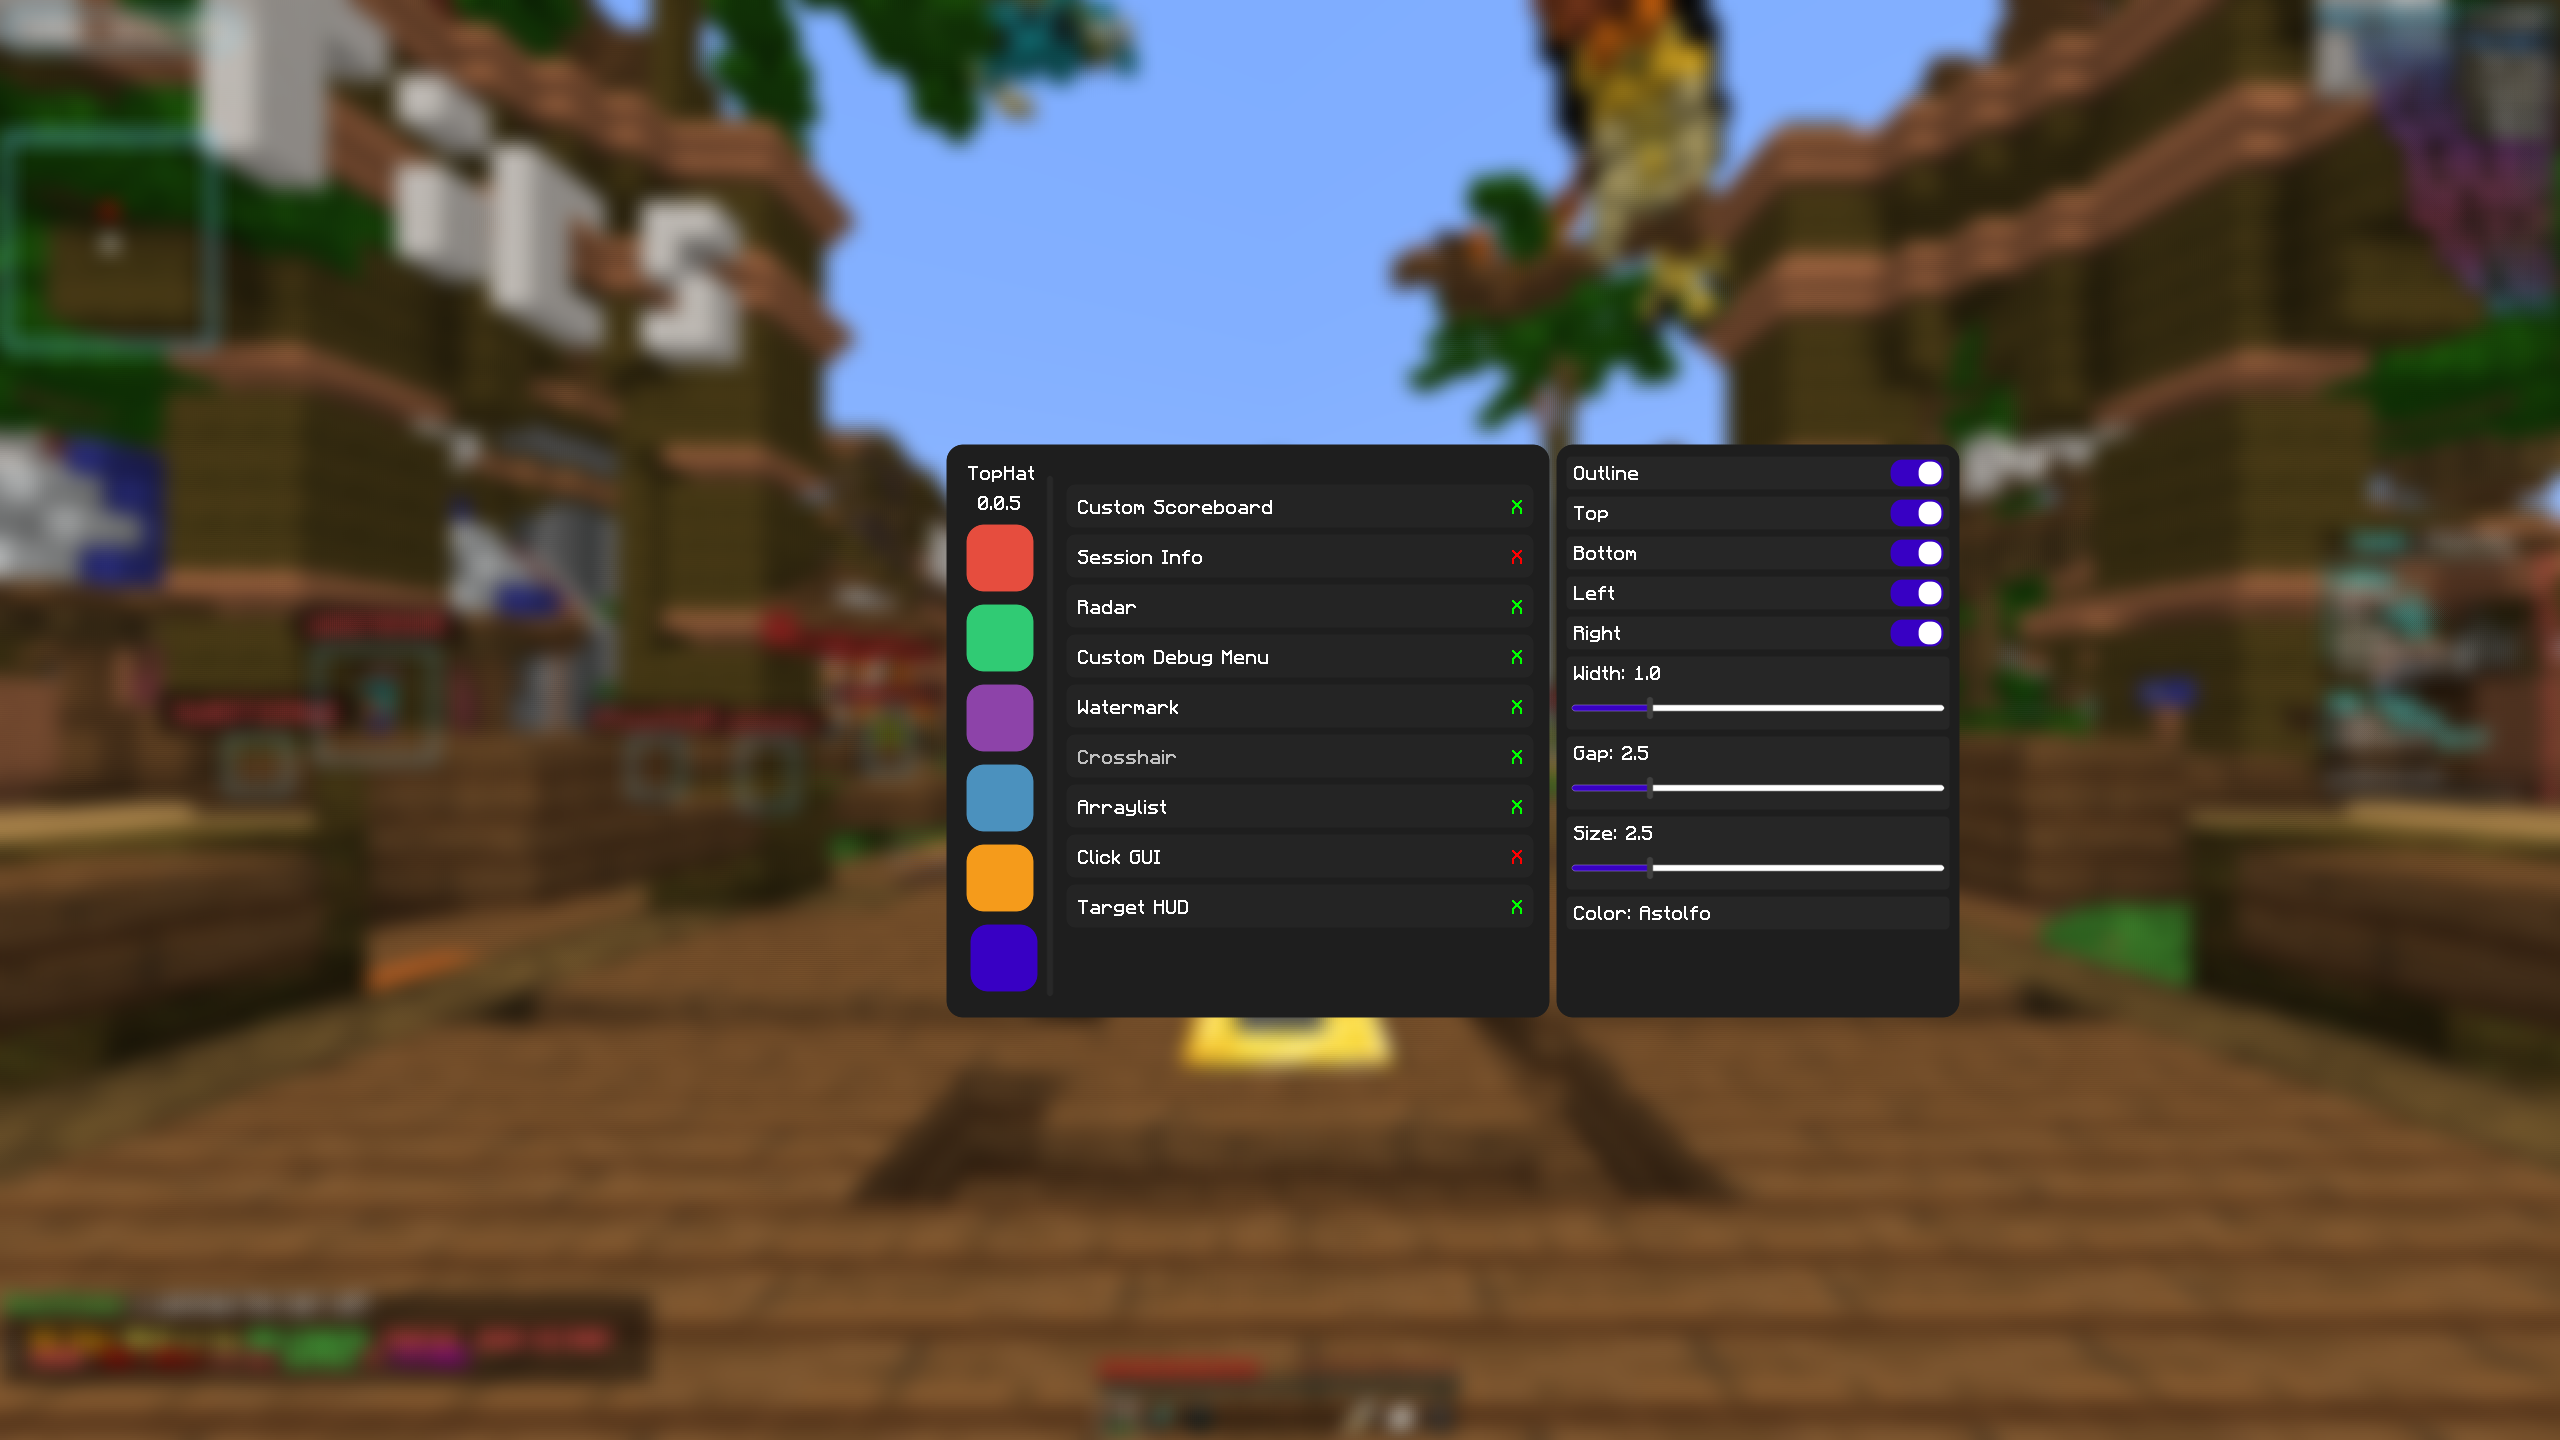 TopHat
0.0.5
Custom Scoreboard X
Session Info X
Radar X
Custom Debug Menu X
Watermark X
Crosshair X
Arraylist X
Click GUI X
Target HUD X
Outline
Top
Bottom
Left
Right
Width: 1.0
Gap: 2.5
Size: 2.5
Color: Astolfo